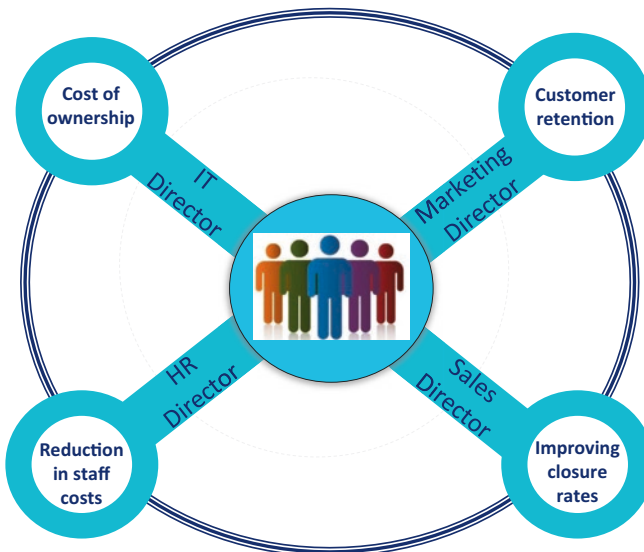 Cost of
ownership
Customer
retention
IT
Director
Marketing
Director
HR
Director
Sales
Director
Reduction
in staff
costs
Improving
closure
rates